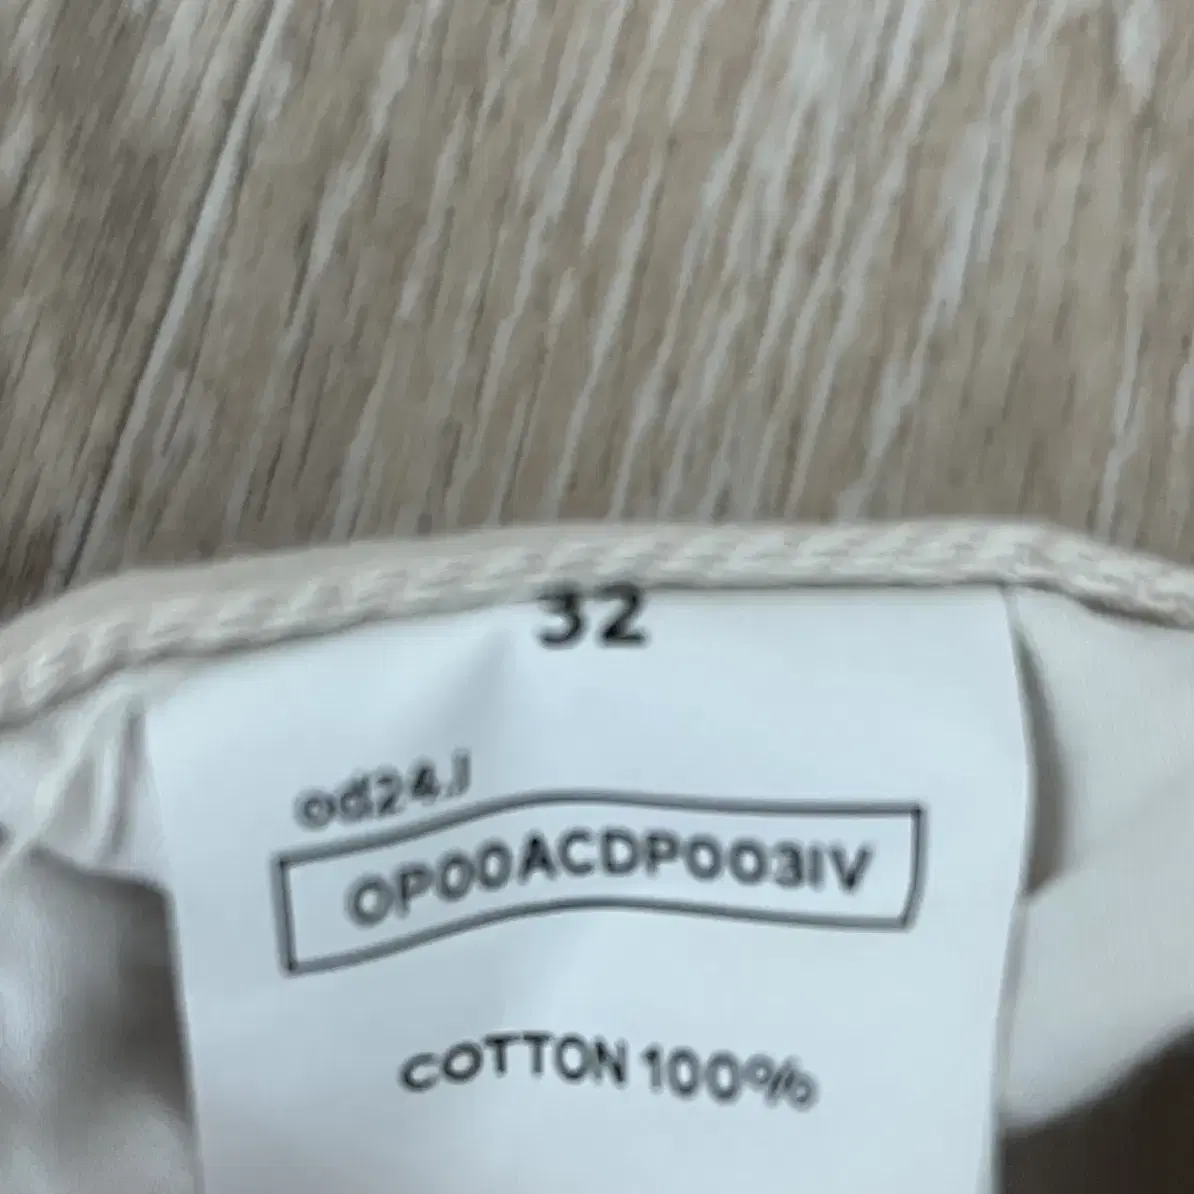 32
od24.1
OP00ACDP003IV
COTTON 100%